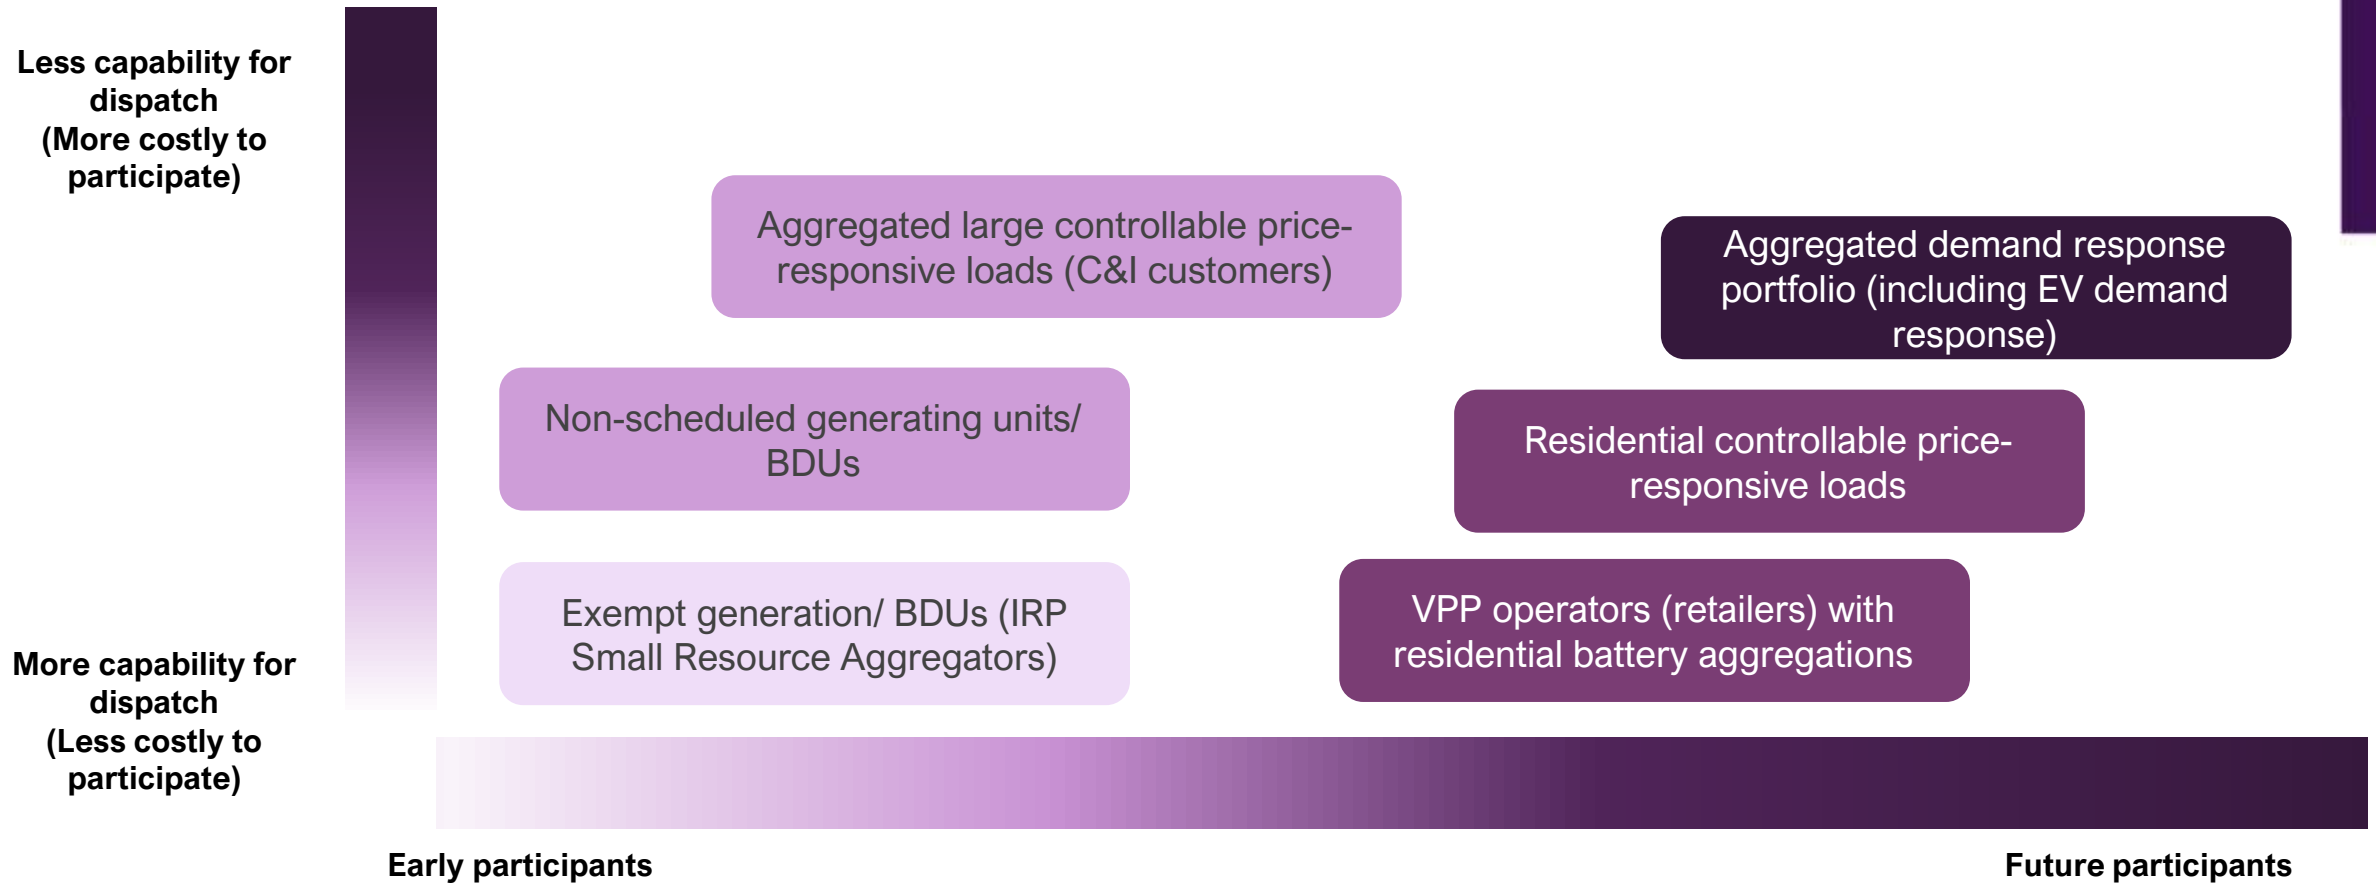 Less capability for
dispatch
(More costly to
participate)
Aggregated large controllable price-
responsive loads (C&I customers)
Aggregated demand response
portfolio (including EV demand
response)
Non-scheduled generating units/
BDUs
Residential controllable price-
responsive loads
Exempt generation/ BDUs (IRP
Small Resource Aggregators)
VPP operators (retailers) with
residential battery aggregations
More capability for
dispatch
(Less costly to
participate)
Early participants
Future participants